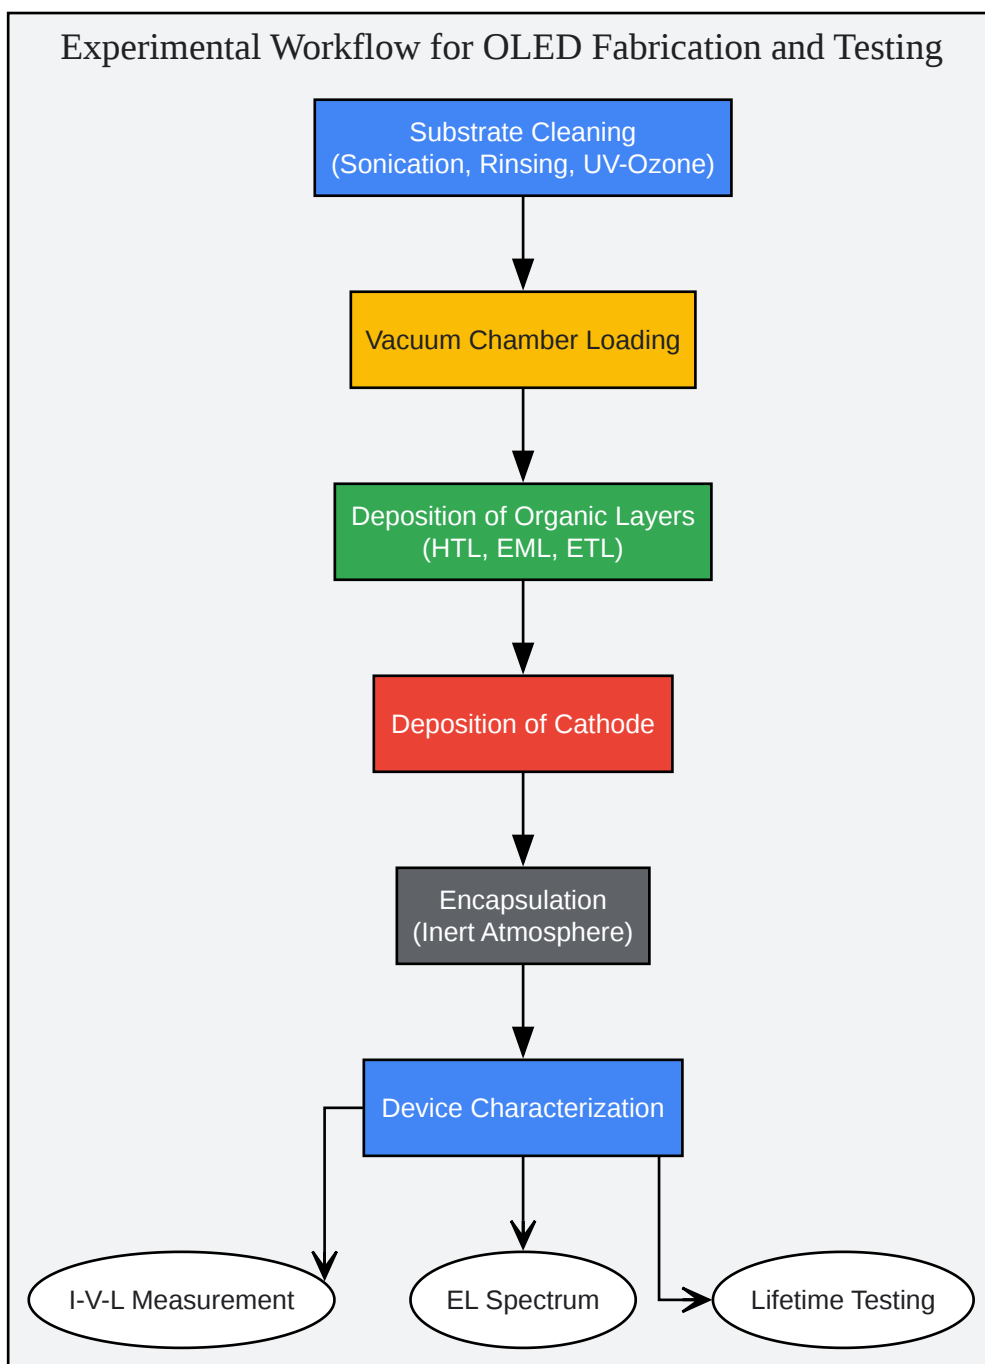 Experimental Workflow for OLED Fabrication and Testing
Substrate Cleaning
(Sonication, Rinsing, UV-Ozone)
Vacuum Chamber Loading
Deposition of Organic Layers
(HTL, EML, ETL)
Deposition of Cathode
Encapsulation
(Inert Atmosphere)
Device Characterization
I-V-L Measurement
EL Spectrum
Lifetime Testing